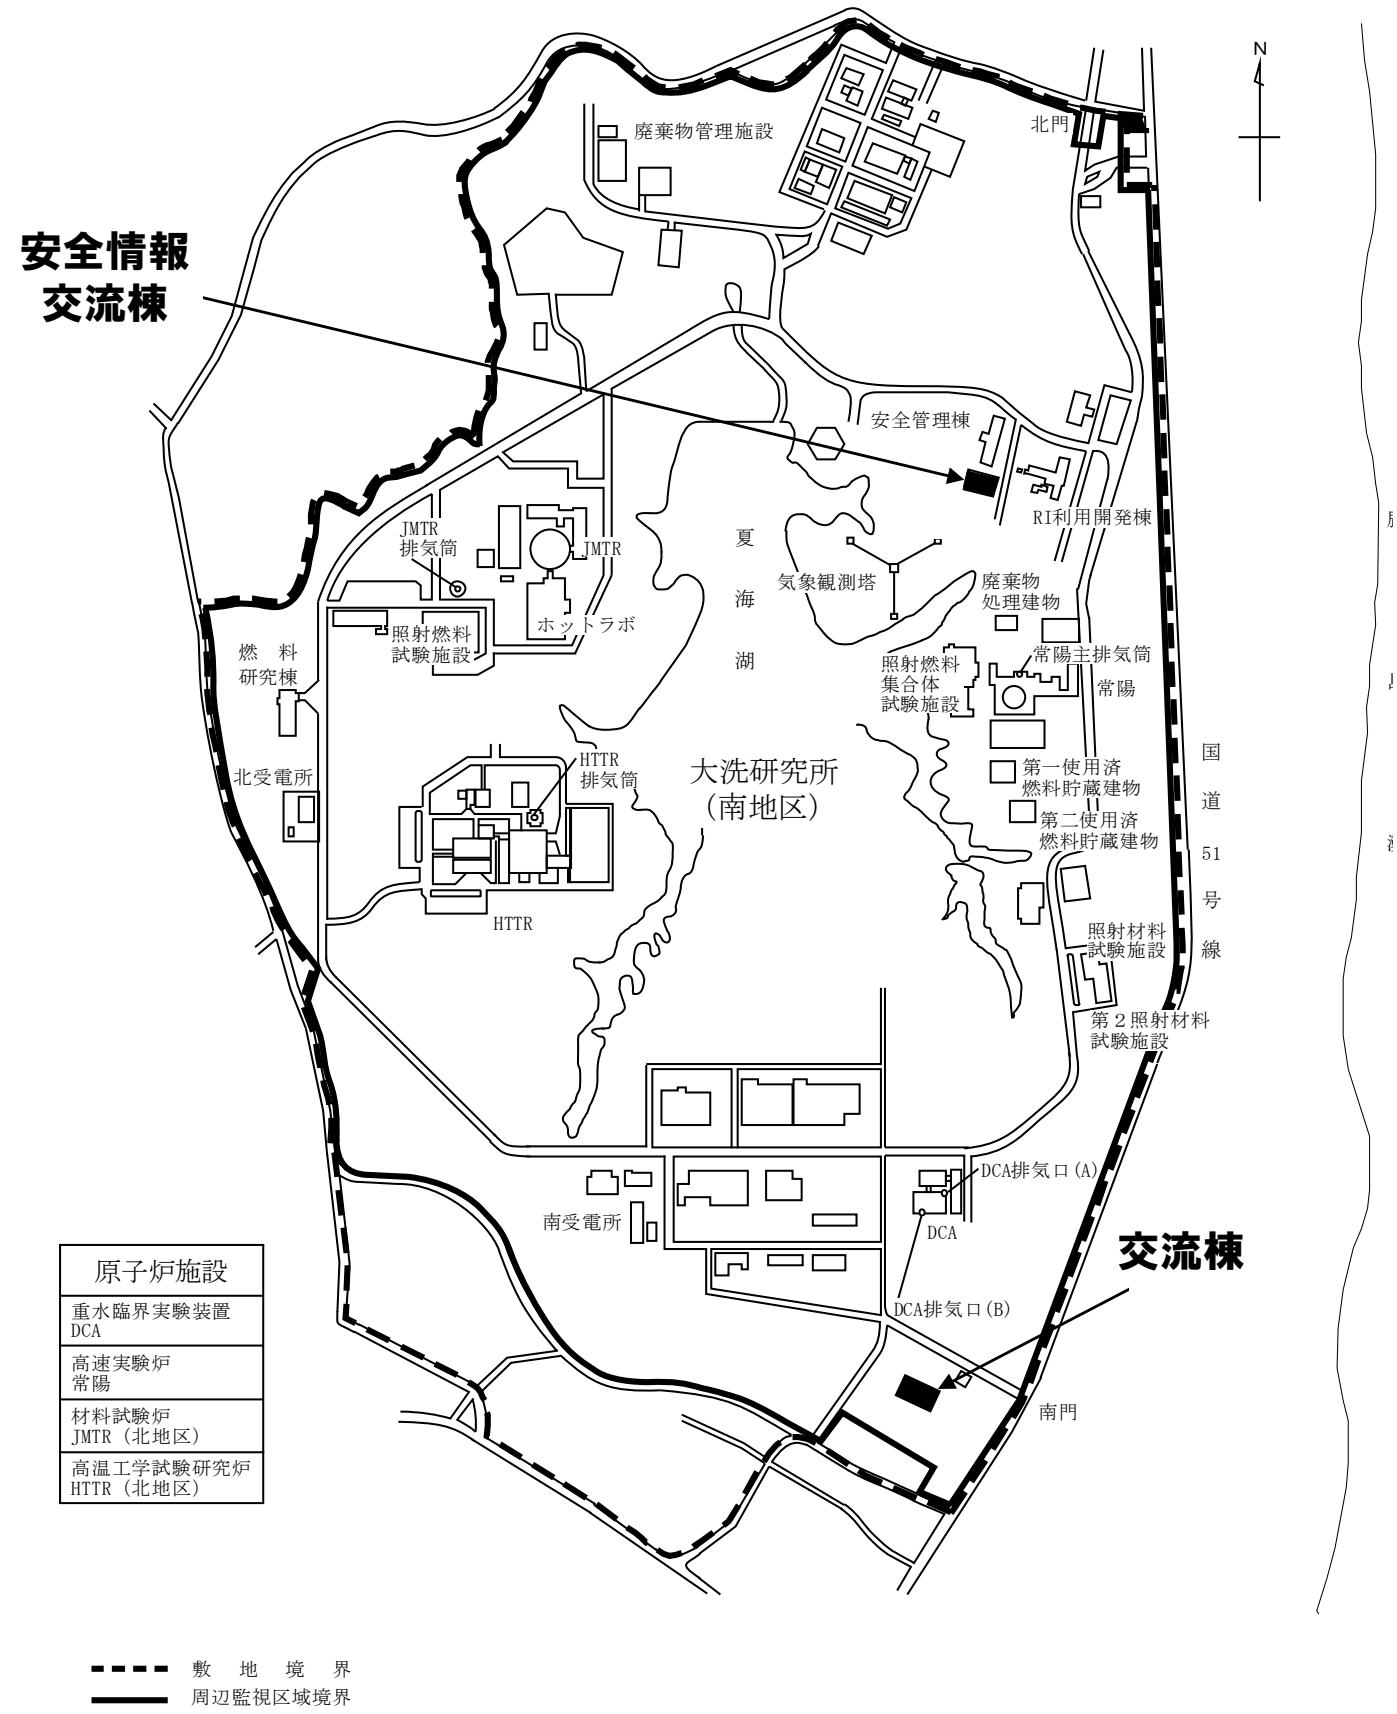 N
北門
廃棄物管理施設
安全情報
交流棟
安全管理棟
RI利用開発棟
JMTR
排気筒
JMTR
夏
海
湖
気象観測塔
廃棄物
処理建物
ホットラボ
照射燃料
試験施設
燃 料
研究棟
照射燃料
集合体
試験施設
常陽主排気筒
常陽
北受電所
HTTR
排気筒
大洗研究所
(南地区)
第一使用済
燃料貯蔵建物
第二使用済
燃料貯蔵建物
国
道
51
号
線
HTTR
照射材料
試験施設
第2照射材料
試験施設
DCA排気口(A)
南受電所
DCA
交流棟
DCA排気口(B)
南門
原子炉施設
重水臨界実験装置
DCA
高速実験炉
常陽
材料試験炉
JMTR (北地区)
高温工学試験研究炉
HTTR (北地区)
敷 地 境 界
周辺監視区域境界